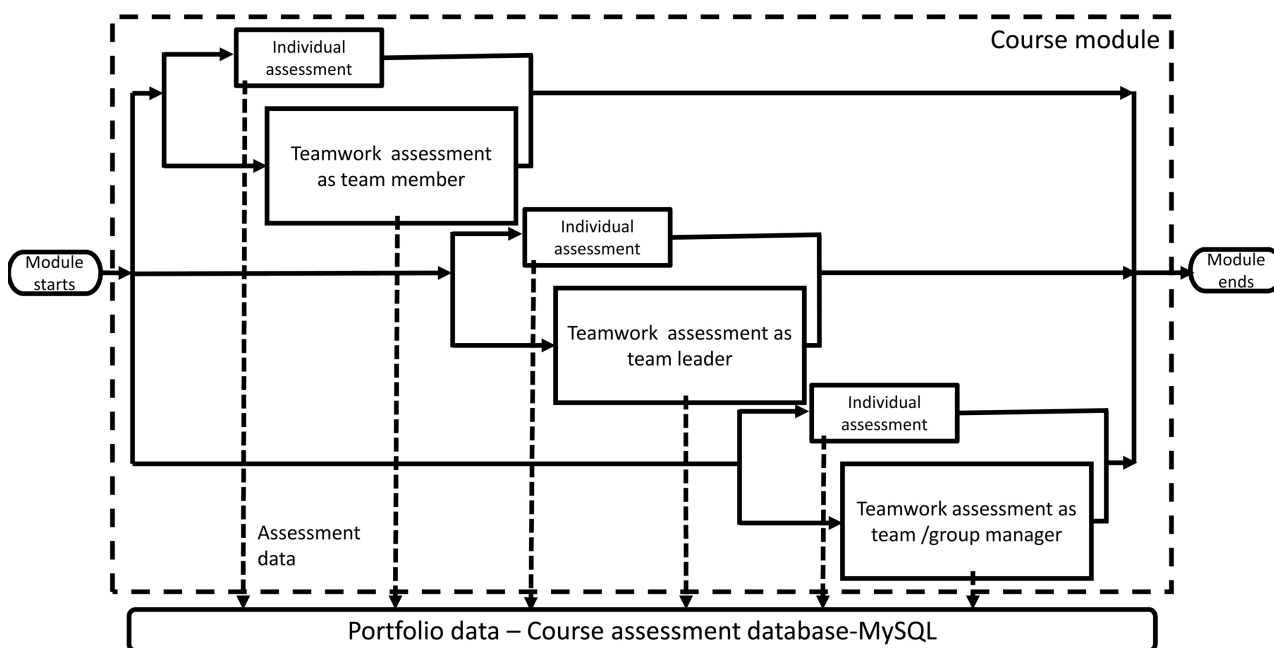 Course module
Individual
assessment
Teamwork assessment
as team member
Individual
assessment
Module
starts
Module
ends
Teamwork assessment as
team leader
Individual
assessment
Teamwork assessment as
team /group manager
Assessment
data
Portfolio data – Course assessment database-MySQL